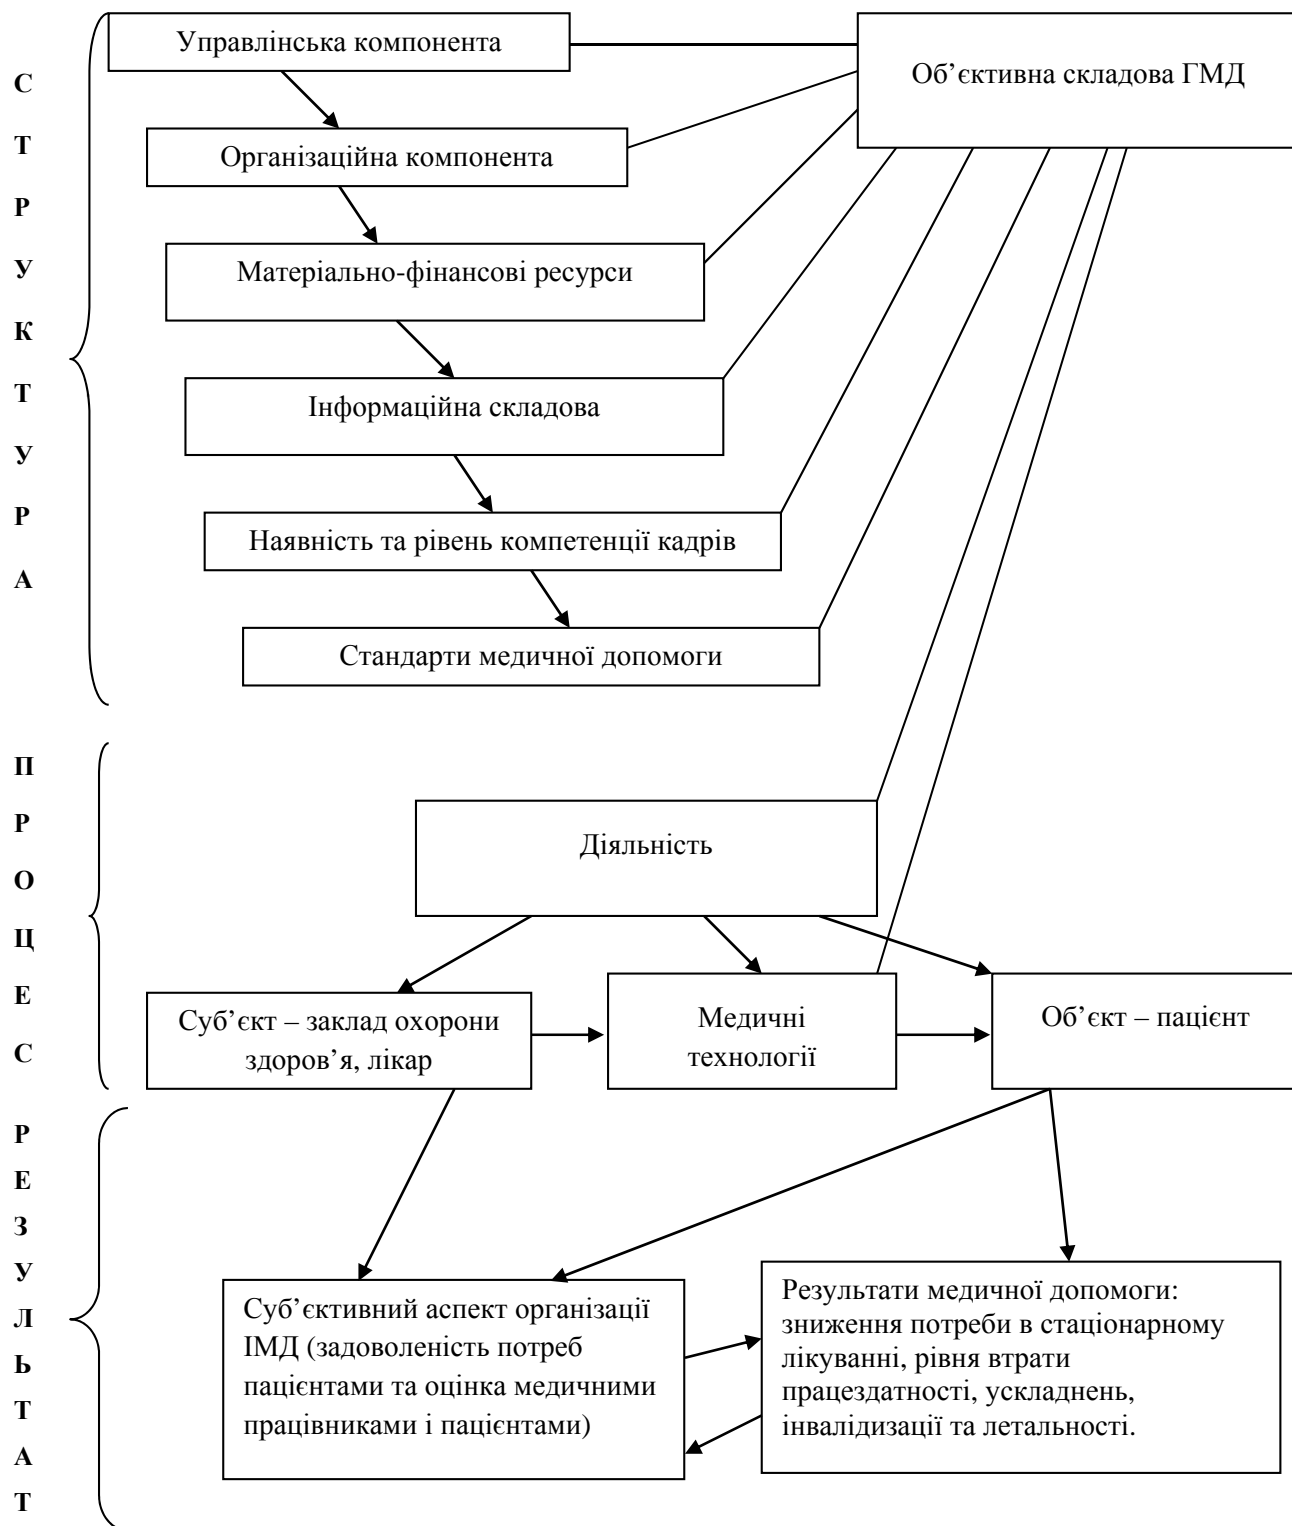 СТРУКТУРА
Управлінська компонента
Об’єктивна складова ГМД
Організаційна компонента
Матеріально-фінансові ресурси
Інформаційна складова
Наявність та рівень компетенції кадрів
Стандарти медичної допомоги
ПРОЦЕС
Діяльність
Суб’єкт – заклад охорони
здоров’я, лікар
Медичні
технології
Об’єкт – пацієнт
РЕЗУЛЬТАТ
Суб’єктивний аспект організації
ІМД (задоволеність потреб
пацієнтами та оцінка медичними
працівниками і пацієнтами)
Результати медичної допомоги:
зниження потреби в стаціонарному
лікуванні, рівня втрати
працездатності, ускладнень,
інвалідизації та летальності.